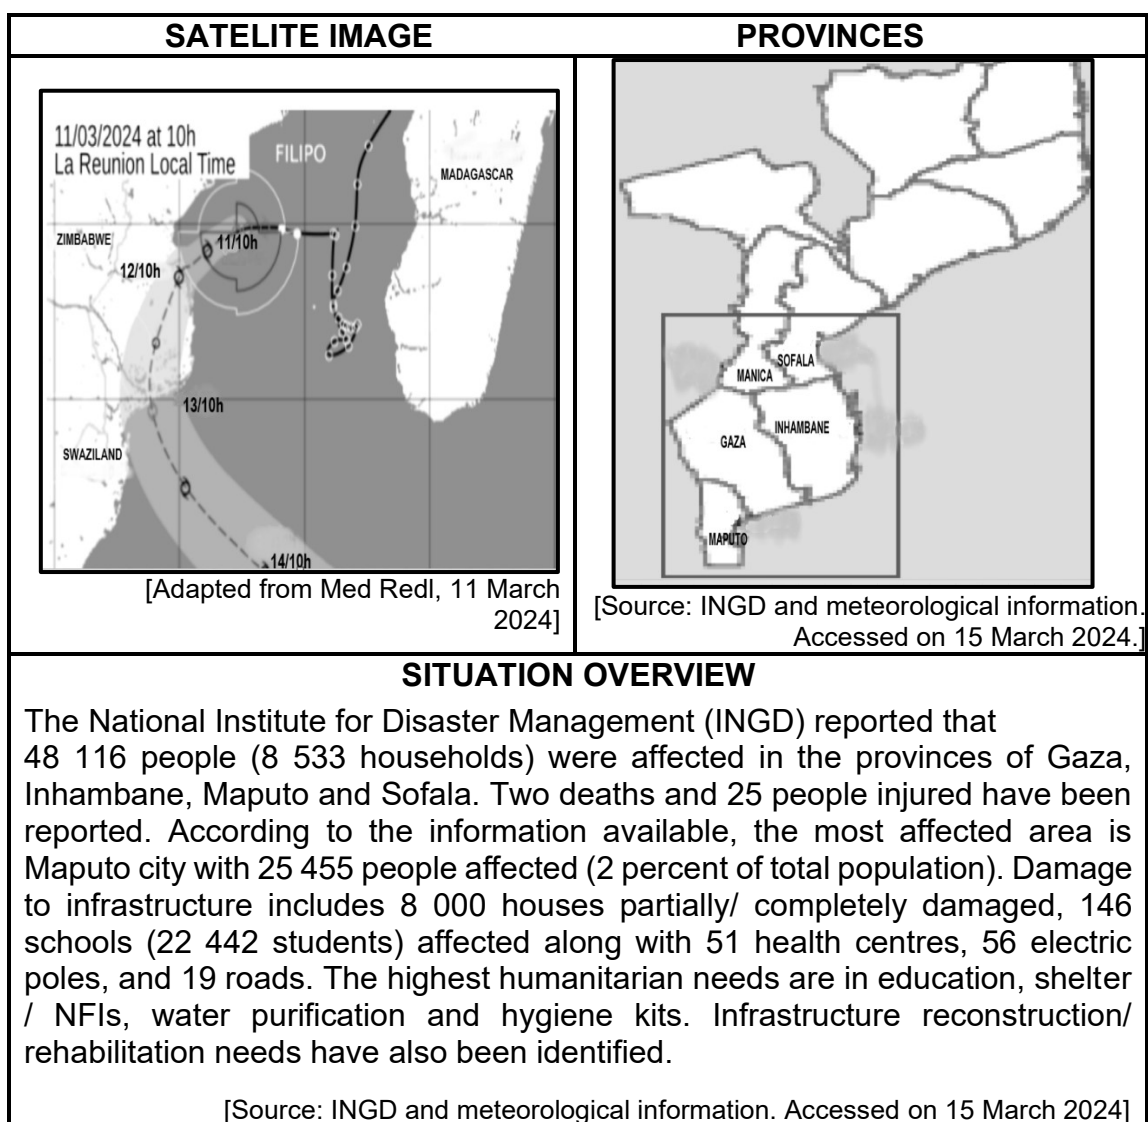 SATELITE IMAGE
PROVINCES
11/03/2024 at 10h
La Reunion Local Time
FILIPO
MADAGASCAR
ZIMBABWE
11/10h
12/10h
13/10h
SWAZILAND
14/10h
[Adapted from Med Redl, 11 March
2024]
SOFALA
MANICA
INHAMBANE
GAZA
MAPUTO
[Source: INGD and meteorological information.
Accessed on 15 March 2024.]
SITUATION OVERVIEW
The National Institute for Disaster Management (INGD) reported that
48 116 people (8 533 households) were affected in the provinces of Gaza,
Inhambane, Maputo and Sofala. Two deaths and 25 people injured have been
reported. According to the information available, the most affected area is
Maputo city with 25 455 people affected (2 percent of total population). Damage
to infrastructure includes 8 000 houses partially/ completely damaged, 146
schools (22 442 students) affected along with 51 health centres, 56 electric
poles, and 19 roads. The highest humanitarian needs are in education, shelter
/ NFIs, water purification and hygiene kits. Infrastructure reconstruction/
rehabilitation needs have also been identified.
[Source: INGD and meteorological information. Accessed on 15 March 2024]